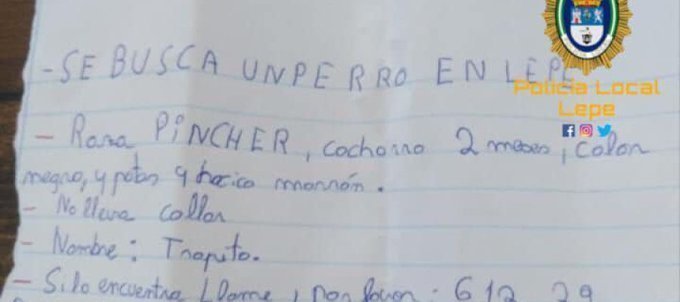 - SE BUSCA UN PERRO EN LEPE
Policía Local
Lepe
- Raza PINCHER, cachorro 2 meses, color
negro, y patas y hocico marrón.
- No lleva collar
- Nombre: Trapito.
- Si lo encuentra llame, por favor: 612 29